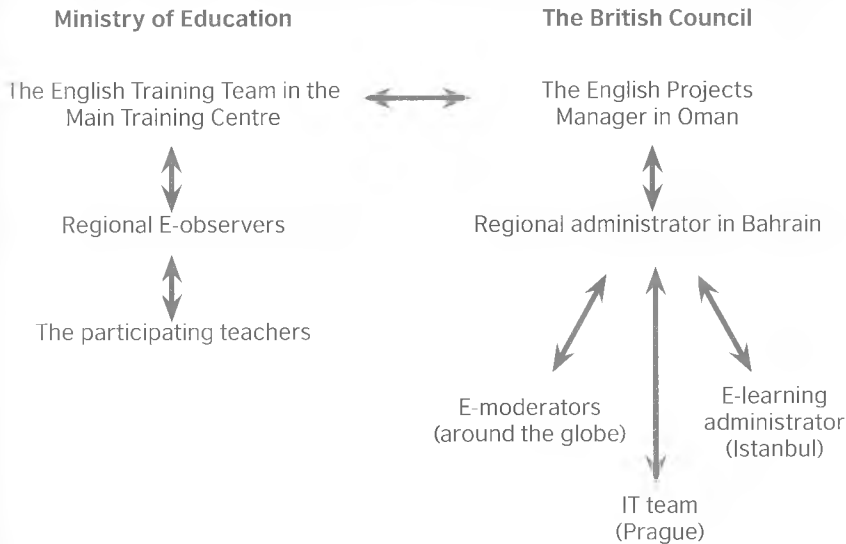 Ministry of Education
The British Council
The English Training Team in the
Main Training Centre
The English Projects
Manager in Oman
Regional E-observers
Regional administrator in Bahrain
The participating teachers
E-moderators
(around the globe)
E-learning
administrator
(Istanbul)
IT team
(Prague)